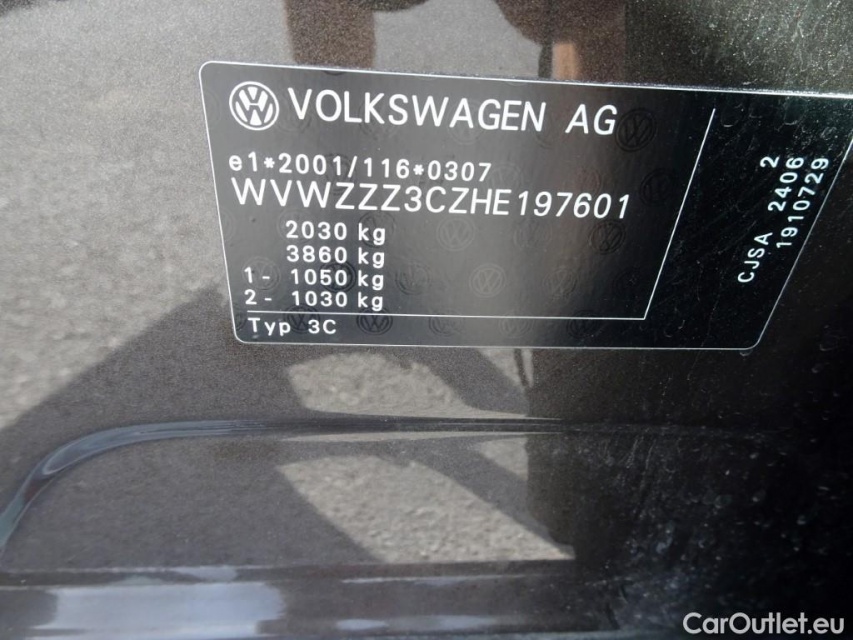 VOLKSWAGEN AG
e1*2001/116*0307
WVWZZZ3CZHE197601
2030 kg
3860 kg
1- 1050 kg
2- 1030 kg
Typ 3C
2
CJSA 2406
1910729
CarOutlet.eu